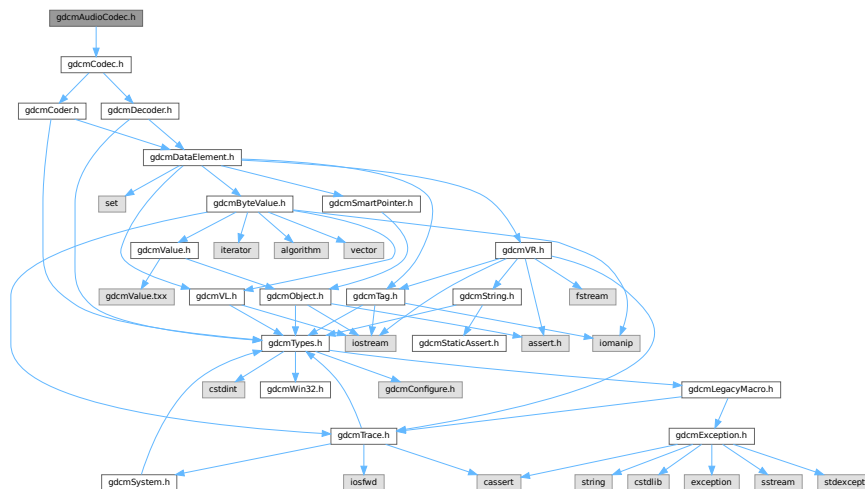 gdcmAudioCodec.h
gdcmCodec.h
gdcmCoder.h
gdcmDecoder.h
gdcmDataElement.h
set
gdcmByteValue.h
gdcmSmartPointer.h
gdcmValue.h
iterator
algorithm
vector
gdcmVR.h
gdcmValue.txx
gdcmVL.h
gdcmObject.h
gdcmTag.h
gdcmString.h
fstream
gdcmTypes.h
iostream
gdcmStaticAssert.h
assert.h
iomanip
cstdint
gdcmWin32.h
gdcmConfigure.h
gdcmLegacyMacro.h
gdcmTrace.h
gdcmException.h
gdcmSystem.h
iosfwd
cassert
string
cstdlib
exception
sstream
stdexcept